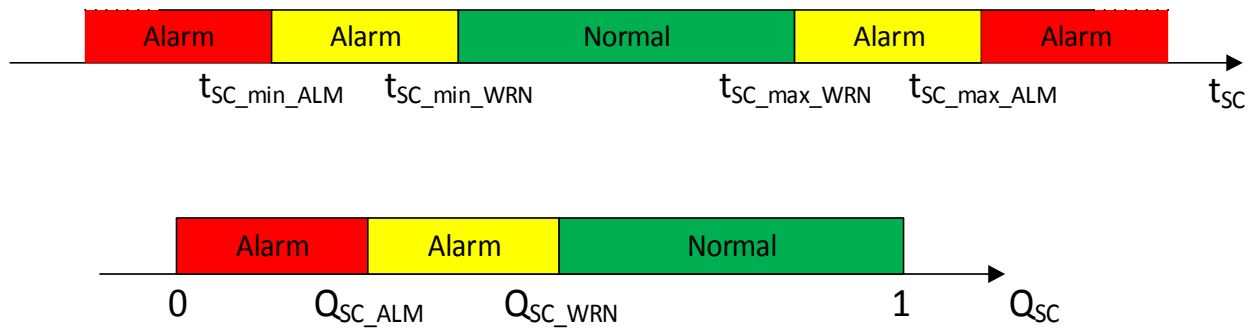 Alarm Alarm Normal Alarm Alarm
tSC_min_ALM tSC_min_WRN tSC_max_WRN tSC_max_ALM tSC
Alarm Alarm Normal
0 QSC_ALM QSC_WRN 1 QSC